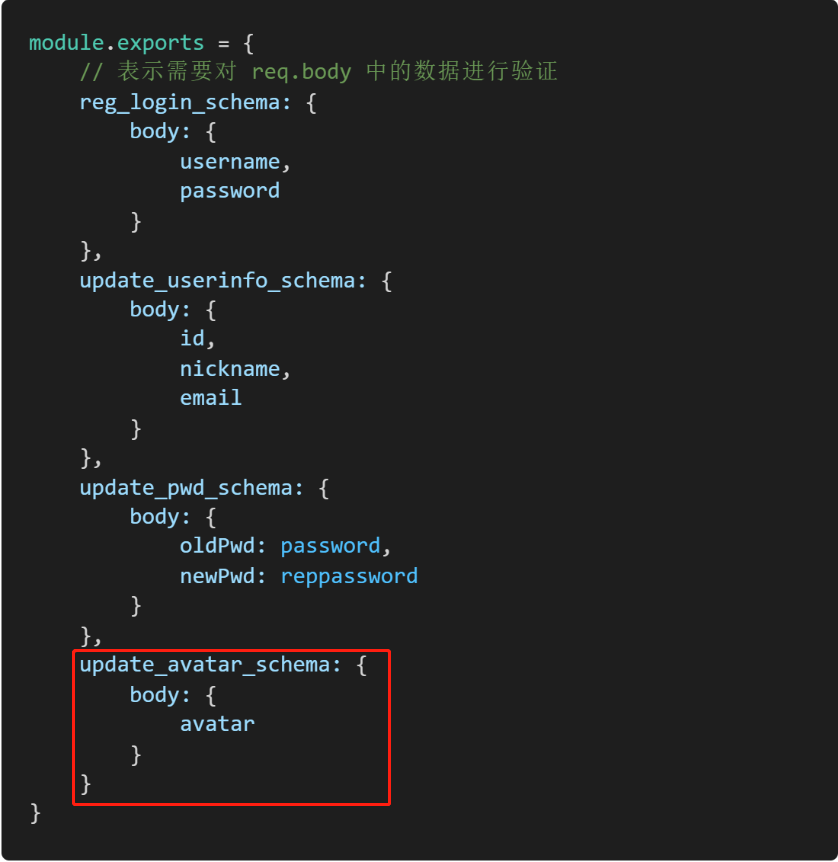 module.exports = {
    // 表示需要对 req.body 中的数据进行验证
    reg_login_schema: {
        body: {
            username,
            password
        }
    },
    update_userinfo_schema: {
        body: {
            id,
            nickname,
            email
        }
    },
    update_pwd_schema: {
        body: {
            oldPwd: password,
            newPwd: reppassword
        }
    },
    update_avatar_schema: {
        body: {
            avatar
        }
    }
}